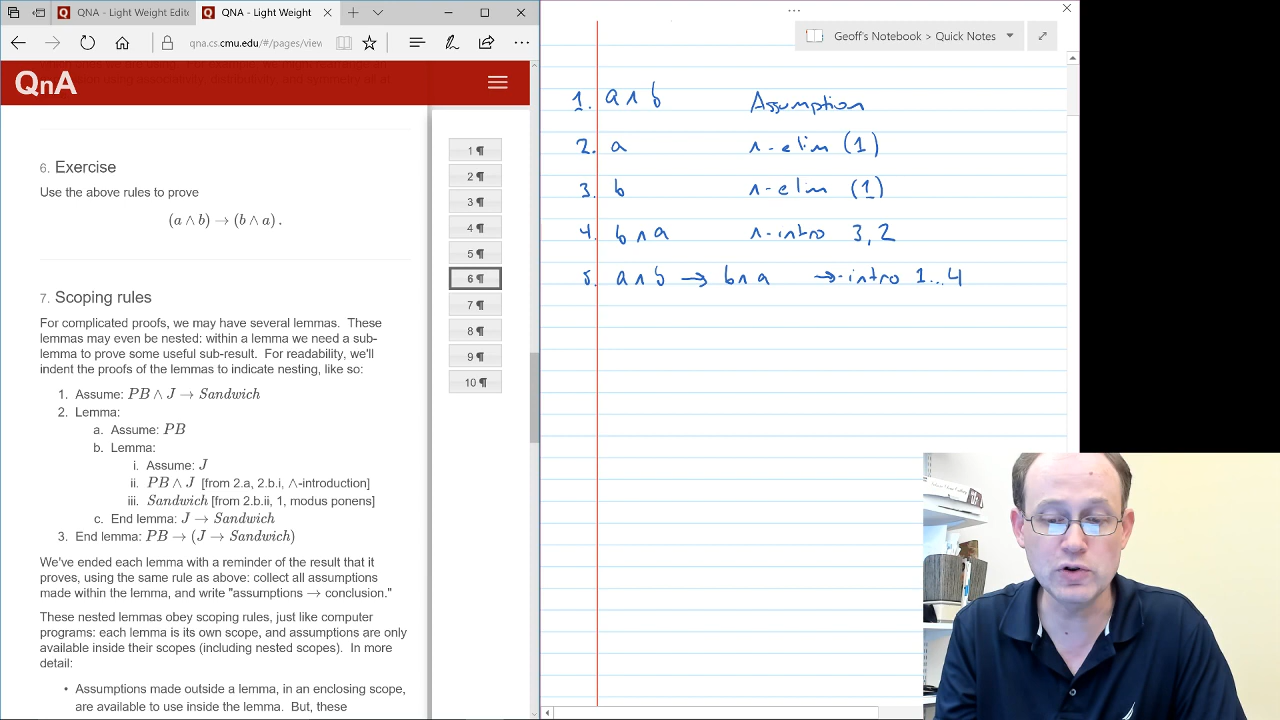 QNA - Light Weight
QNA - Light Weight
qna.cs.cmu.edu/#/pages/view
QnA
6. Exercise
Use the above rules to prove
(a ∧ b) → (b ∧ a).
7. Scoping rules
For complicated proofs, we may have several lemmas. These
lemmas may even be nested: within a lemma we need a sub-
lemma to prove some useful sub-result. For readability, we'll
indent the proofs of the lemmas to indicate nesting, like so:
1. Assume: PB ∧ J → Sandwich
2. Lemma:
a. Assume: PB
b. Lemma:
i. Assume: J
ii. PB ∧ J [from 2.a, 2.b.i, ∧-introduction]
iii. Sandwich [from 2.b.ii, 1, modus ponens]
c. End lemma: J → Sandwich
3. End lemma: PB → (J → Sandwich)
We've ended each lemma with a reminder of the result that it
proves, using the same rule as above: collect all assumptions
made within the lemma, and write "assumptions → conclusion."
These nested lemmas obey scoping rules, just like computer
programs: each lemma is its own scope, and assumptions are only
available inside their scopes (including nested scopes). In more
detail:
• Assumptions made outside a lemma, in an enclosing scope,
are available to use inside the lemma. But, these
1 ¶
2 ¶
3 ¶
4 ¶
5 ¶
6 ¶
7 ¶
8 ¶
9 ¶
10 ¶
Geoff's Notebook > Quick Notes
1. a ∧ b Assumption
2. a ∧-elim (1)
3. b ∧-elim (1)
4. b ∧ a ∧-intro 3, 2
5. a ∧ b → b ∧ a →-intro 1...4